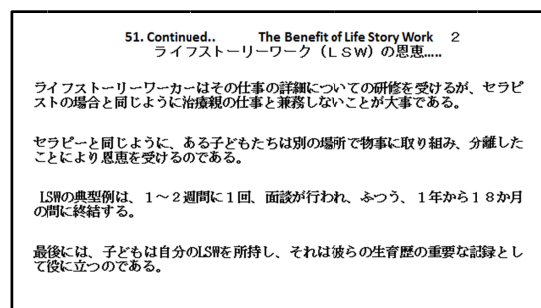 51. Continued.. The Benefit of Life Story Work 2
ライフストーリーワーク（LSW）の恩恵.....
ライフストーリーワーカーはその仕事の詳細についての研修を受けるが、セラピ
ストの場合と同じように治療親の仕事と兼務しないことが大事である。
セラピーと同じように、ある子どもたちは別の場所で物事に取り組み、分離した
ことにより恩恵を受けるのである。
LSWの典型例は、１～２週間に１回、面談が行われ、ふつう、１年から１８か月
の間に終結する。
最後には、子どもは自分のLSWを所持し、それは彼らの生育歴の重要な記録とし
て役に立つのである。